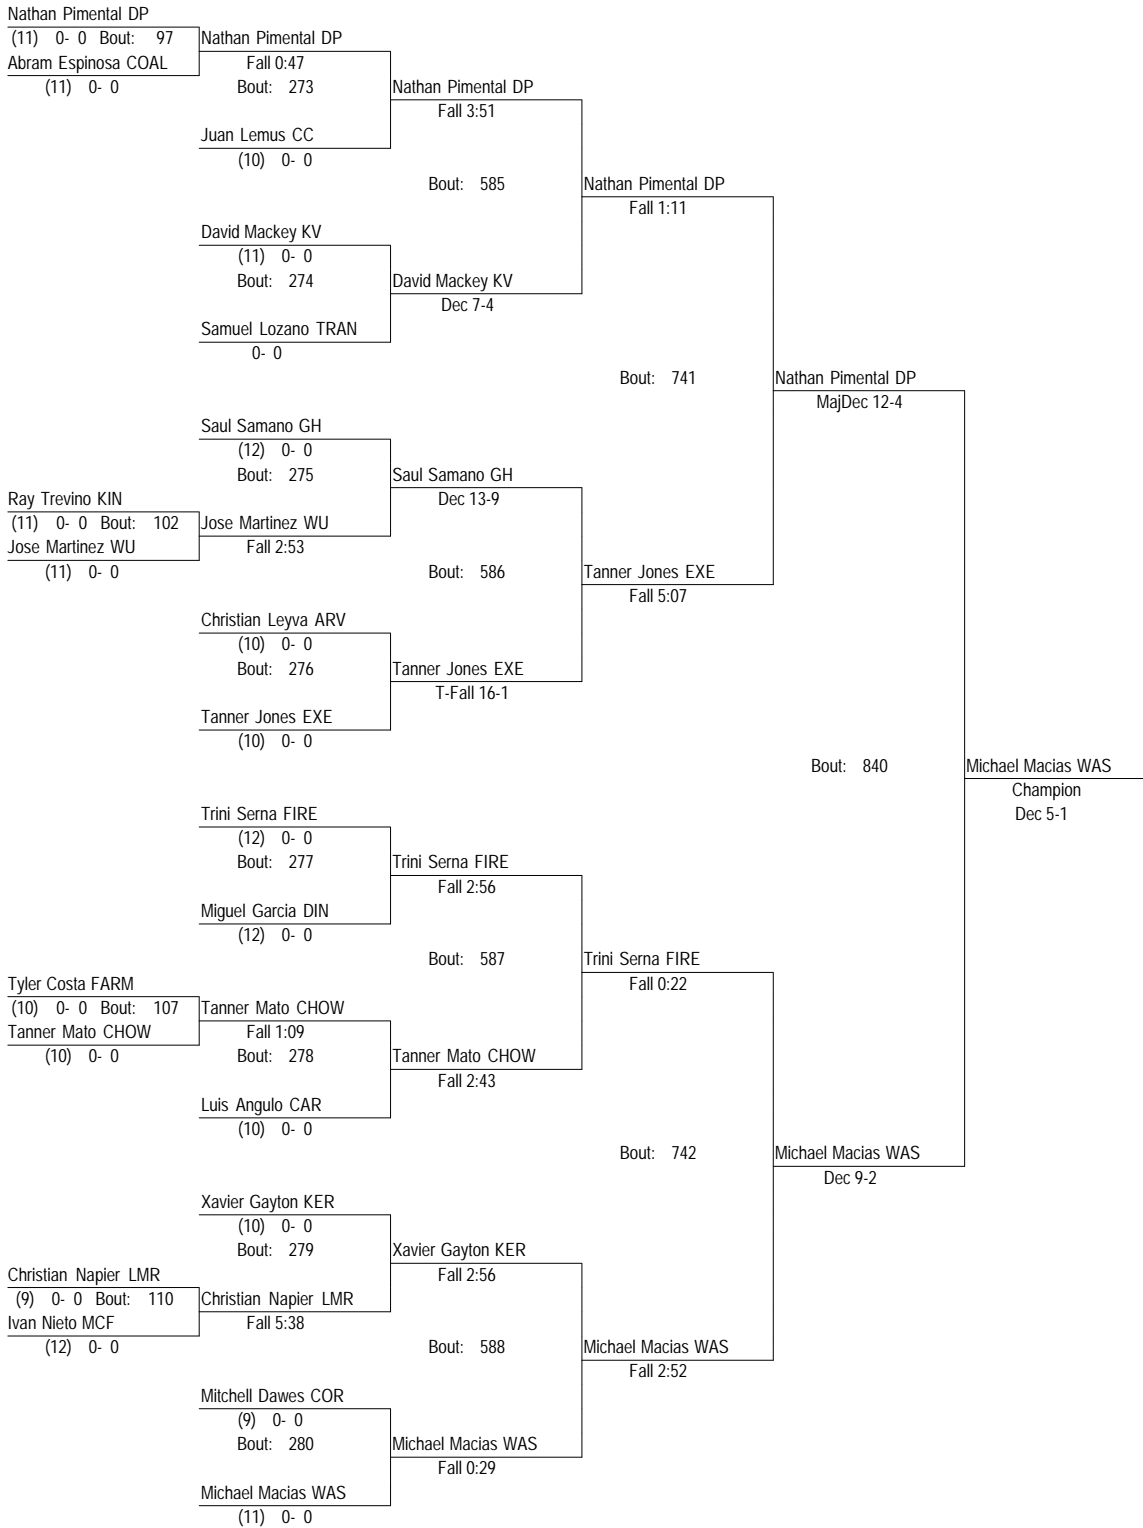 Nathan Pimental DP
(11) 0- 0 Bout: 97
Abram Espinosa COAL
(11) 0- 0
Nathan Pimental DP
Fall 0:47
Bout: 273
Juan Lemus CC
(10) 0- 0
Nathan Pimental DP
Fall 3:51
Bout: 585
David Mackey KV
(11) 0- 0
Bout: 274
Samuel Lozano TRAN
0- 0
David Mackey KV
Dec 7-4
Nathan Pimental DP
Fall 1:11
Bout: 741
Saul Samano GH
(12) 0- 0
Bout: 275
Ray Trevino KIN
(11) 0- 0 Bout: 102
Jose Martinez WU
(11) 0- 0
Jose Martinez WU
Fall 2:53
Saul Samano GH
Dec 13-9
Bout: 586
Christian Leyva ARV
(10) 0- 0
Bout: 276
Tanner Jones EXE
(10) 0- 0
Tanner Jones EXE
T-Fall 16-1
Tanner Jones EXE
Fall 5:07
Nathan Pimental DP
MajDec 12-4
Bout: 840
Michael Macias WAS
Champion
Dec 5-1
Trini Serna FIRE
(12) 0- 0
Bout: 277
Miguel Garcia DIN
(12) 0- 0
Trini Serna FIRE
Fall 2:56
Bout: 587
Tyler Costa FARM
(10) 0- 0 Bout: 107
Tanner Mato CHOW
(10) 0- 0
Tanner Mato CHOW
Fall 1:09
Bout: 278
Luis Angulo CAR
(10) 0- 0
Tanner Mato CHOW
Fall 2:43
Trini Serna FIRE
Fall 0:22
Bout: 742
Xavier Gayton KER
(10) 0- 0
Bout: 279
Christian Napier LMR
(9) 0- 0 Bout: 110
Ivan Nieto MCF
(12) 0- 0
Christian Napier LMR
Fall 5:38
Xavier Gayton KER
Fall 2:56
Bout: 588
Mitchell Dawes COR
(9) 0- 0
Bout: 280
Michael Macias WAS
(11) 0- 0
Michael Macias WAS
Fall 0:29
Michael Macias WAS
Fall 2:52
Michael Macias WAS
Dec 9-2